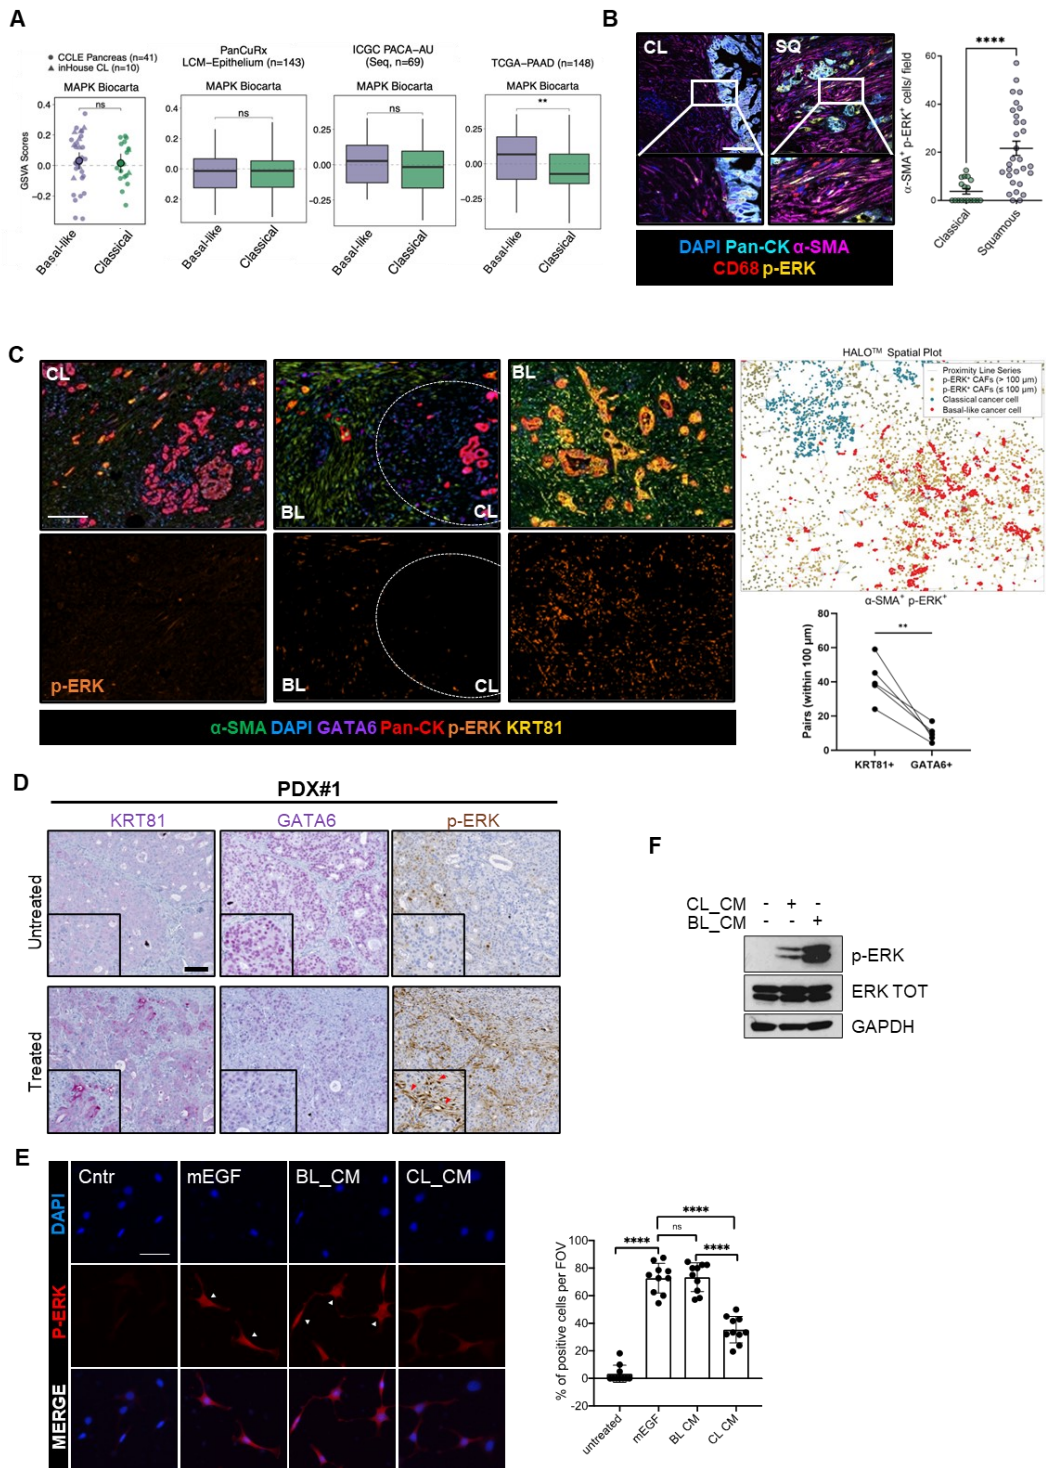 A
CCLE Pancreas (n=41)
inHouse CL (n=10)
MAPK Biocarta
ns
GSVA Scores
0.4
0.2
0.0
−0.2
Basal-like
Classical
PanCuRx
LCM-Epithelium (n=143)
MAPK Biocarta
ns
0.4
0.2
0.0
0.2
Basal-like
Classical
ICGC PACA-AU
(Seq, n=69)
MAPK Biocarta
ns
0.25
0.00
−0.25
Basal-like
Classical
TCGA-PAAD (n=148)
MAPK Biocarta
**
0.25
0.00
−0.25
Basal-like
Classical
B
CL
SQ
DAPI Pan-CK α-SMA
CD68 p-ERK
α-SMA⁺ p-ERK⁺ cells/ field
****
60
40
20
0
Classical
Squamous
C
CL
BL
CL
BL
p-ERK
BL
CL
α-SMA DAPI GATA6 Pan-CK p-ERK KRT81
HALO™ Spatial Plot
Proximity Line Series
p-ERK⁺ CAFs (> 100 µm)
p-ERK⁺ CAFs (≤ 100 µm)
Classical cancer cell
Basal-like cancer cell
α-SMA⁺ p-ERK⁺
Pairs (within 100 µm)
80
60
40
20
0
**
KRT81+
GATA6+
D
PDX#1
KRT81
GATA6
p-ERK
Untreated
Treated
F
CL_CM - + -
BL_CM - - +
p-ERK
ERK TOT
GAPDH
E
Cntr
mEGF
BL_CM
CL_CM
DAPI
P-ERK
MERGE
% of positive cells per FOV
****
****
ns
****
100
80
60
40
20
0
-20
untreated
mEGF
BL CM
CL CM